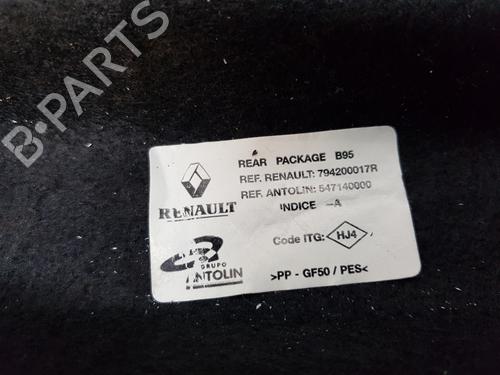 B-PARTS
REAR PACKAGE B95
REF. RENAULT: 794200017R
REF. ANTOLIN: 547140000
INDICE -A
RENAULT
Code ITG: HJ4
GRUPO
ANTOLIN
>PP - GF50 / PES<